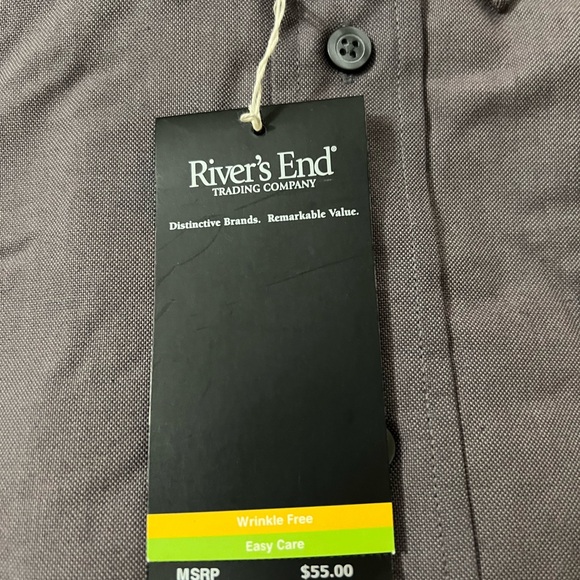 River's End®
TRADING COMPANY
Distinctive Brands. Remarkable Value.
Wrinkle Free
Easy Care
MSRP $55.00